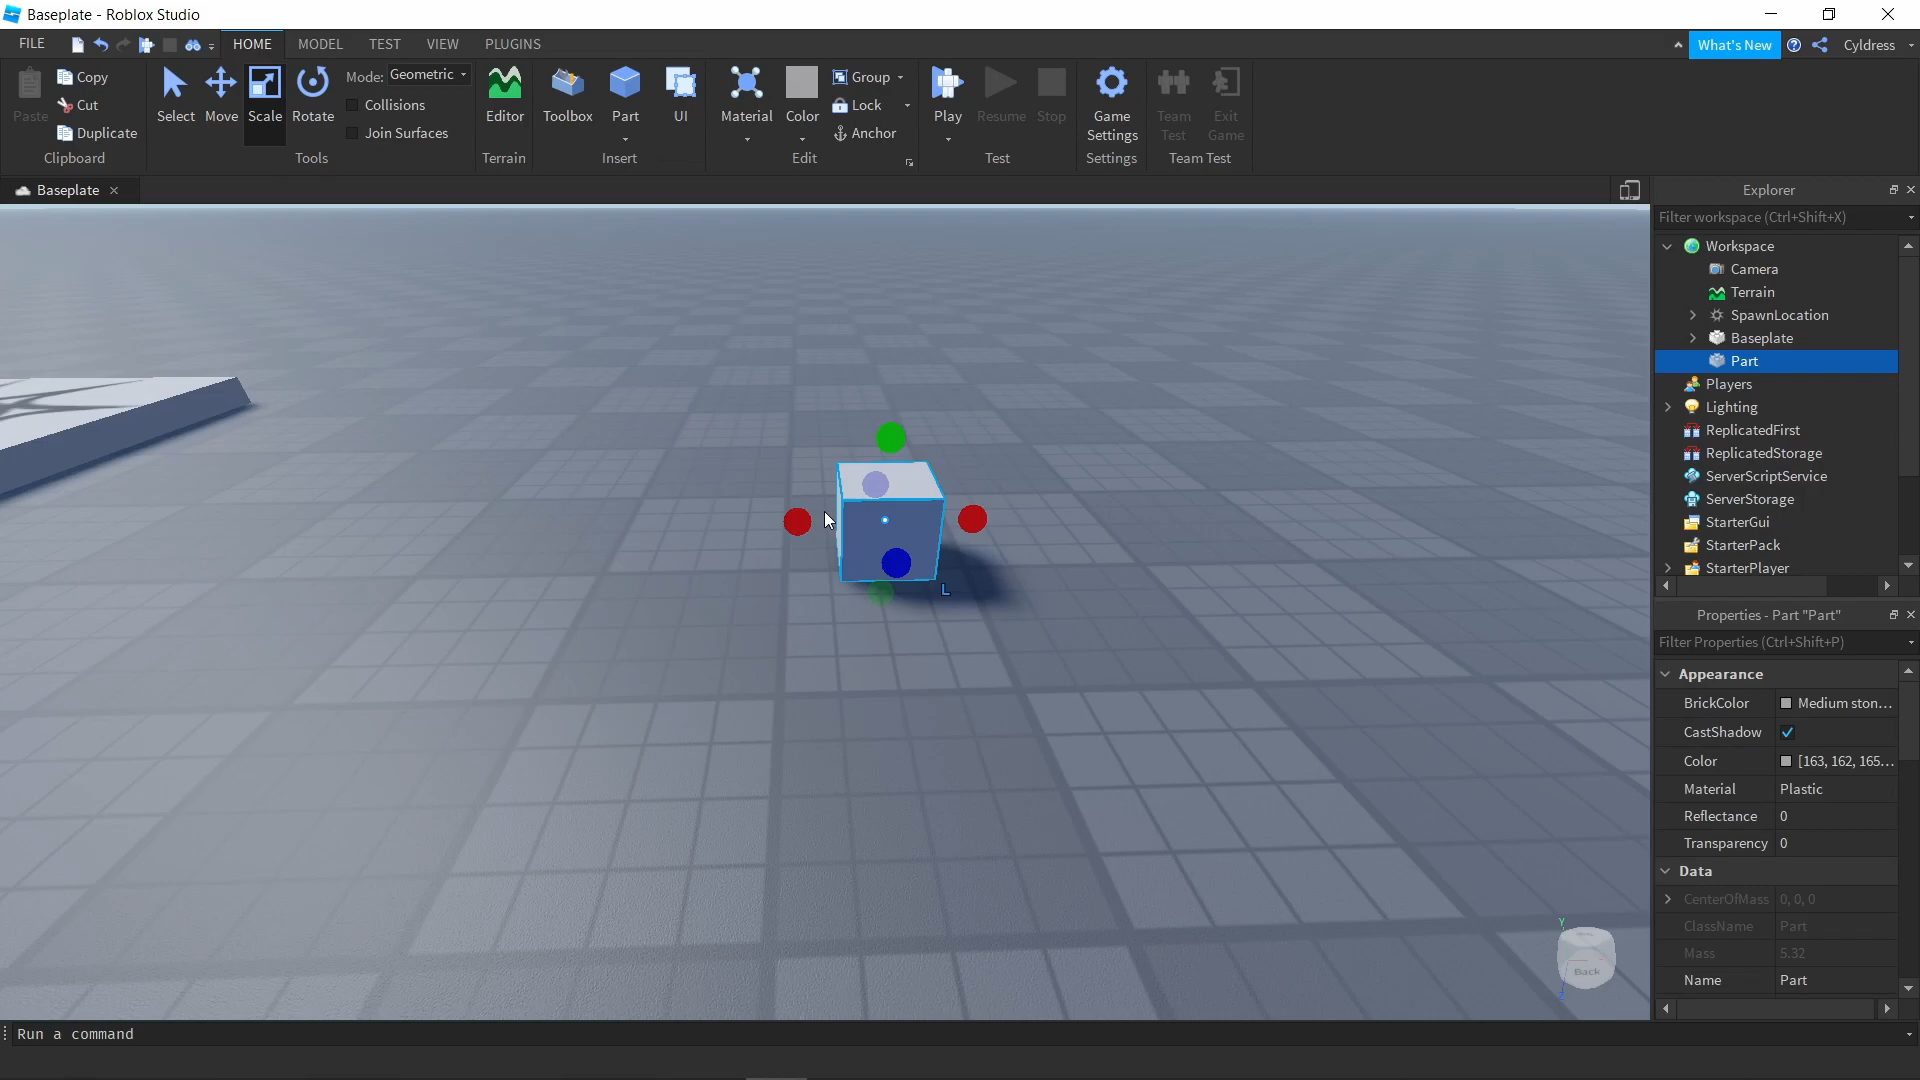 Baseplate - Roblox Studio
FILE HOME MODEL TEST VIEW PLUGINS What's New Cyldress
Paste Copy Cut Duplicate
Clipboard
Select Move Scale Rotate
Mode: Geometric
Collisions
Join Surfaces
Tools
Editor
Terrain
Toolbox Part UI
Insert
Material Color
Group
Lock
Anchor
Edit
Play Resume Stop
Test
Game Settings
Settings
Team Test
Exit Game
Team Test
Baseplate
Explorer
Filter workspace (Ctrl+Shift+X)
Workspace
Camera
Terrain
SpawnLocation
Baseplate
Part
Players
Lighting
ReplicatedFirst
ReplicatedStorage
ServerScriptService
ServerStorage
StarterGui
StarterPack
StarterPlayer
L
Y
Back
Z
Properties - Part "Part"
Filter Properties (Ctrl+Shift+P)
Appearance
BrickColor Medium ston...
CastShadow
Color [163, 162, 165...
Material Plastic
Reflectance 0
Transparency 0
Data
CenterOfMass 0, 0, 0
ClassName Part
Mass 5.32
Name Part
Run a command